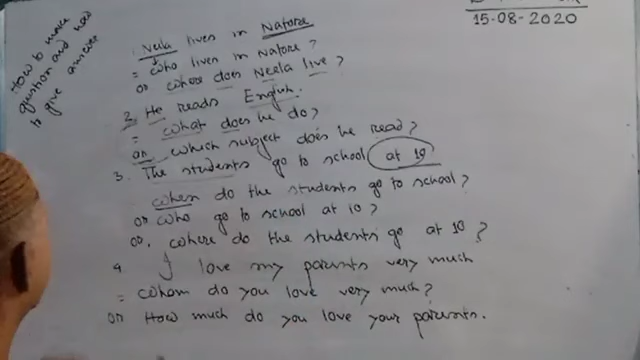 15-08-2020
How to make
question and how
to give answer
1. Neela lives in Natore
= Who lives in Natore?
or Where does Neela live?
2. He reads English.
= What does he do?
or Which subject does he read?
3. The students go to school at 10
When do the students go to school?
or Who go to school at 10?
or. Where do the students go at 10?
4. I love my parents very much
= Whom do you love very much?
or How much do you love your parents.